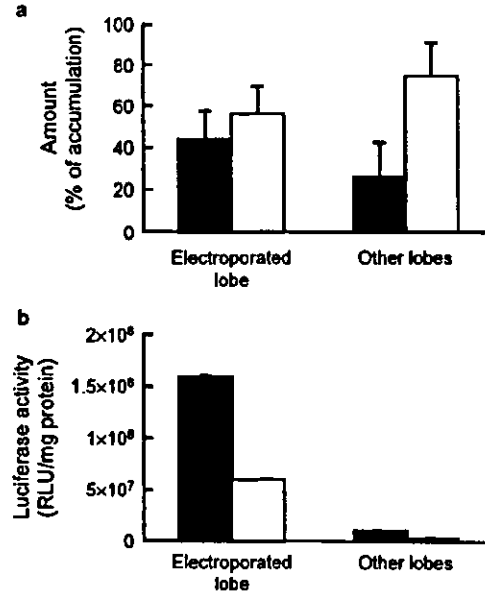 a
100
80
60
40
20
0
Amount
(% of accumulation)
Electroporated
lobe
Other lobes
b
2×10⁸
1.5×10⁸
1×10⁸
5×10⁷
0
Luciferase activity
(RLU/mg protein)
Electroporated
lobe
Other lobes